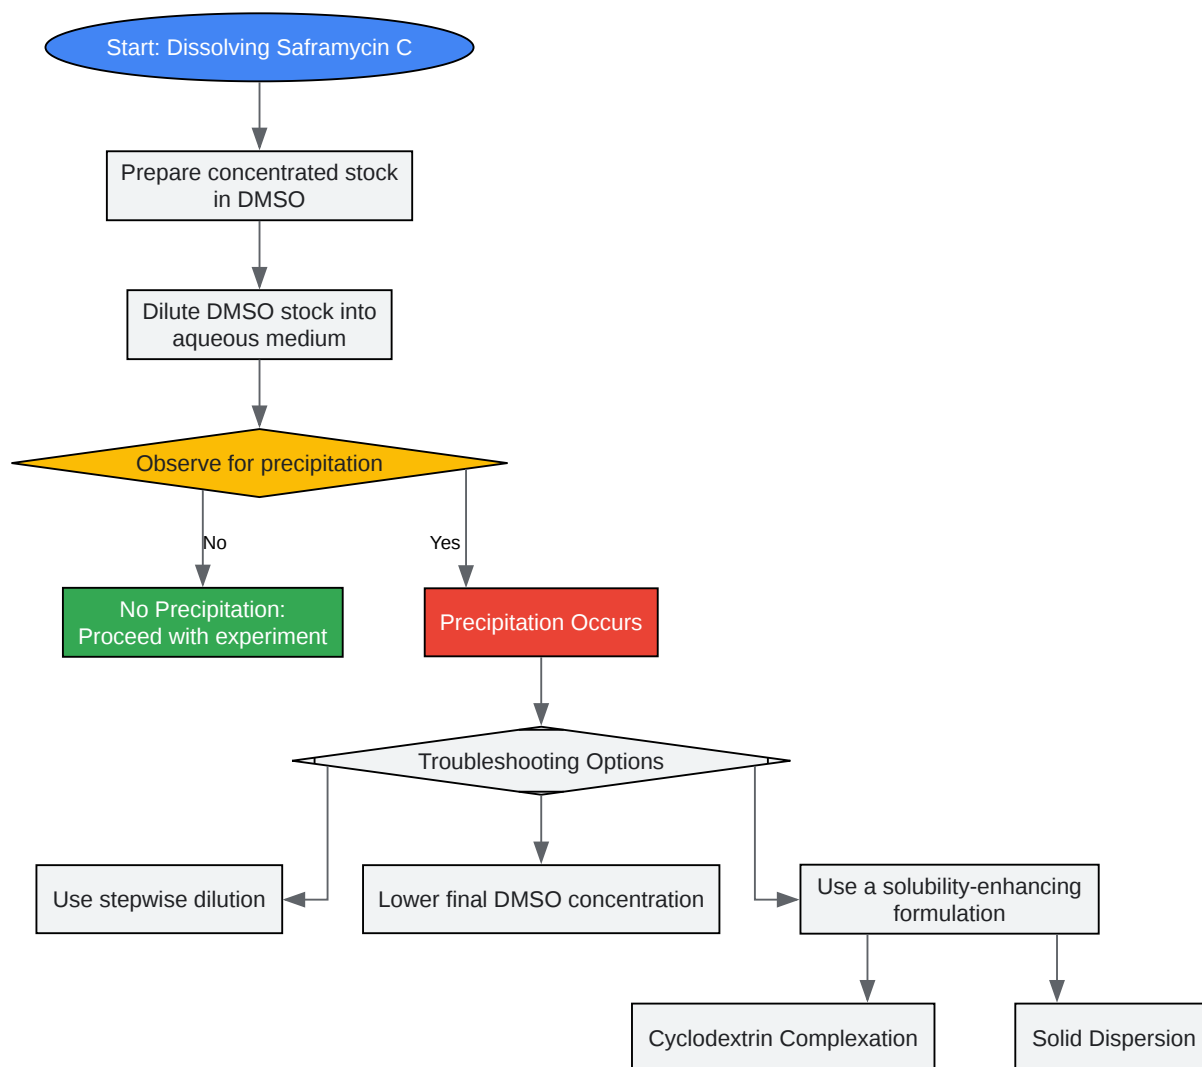 Start: Dissolving Saframycin C
Prepare concentrated stock
in DMSO
Dilute DMSO stock into
aqueous medium
Observe for precipitation
No
Yes
No Precipitation:
Proceed with experiment
Precipitation Occurs
Troubleshooting Options
Use stepwise dilution
Lower final DMSO concentration
Use a solubility-enhancing
formulation
Cyclodextrin Complexation
Solid Dispersion